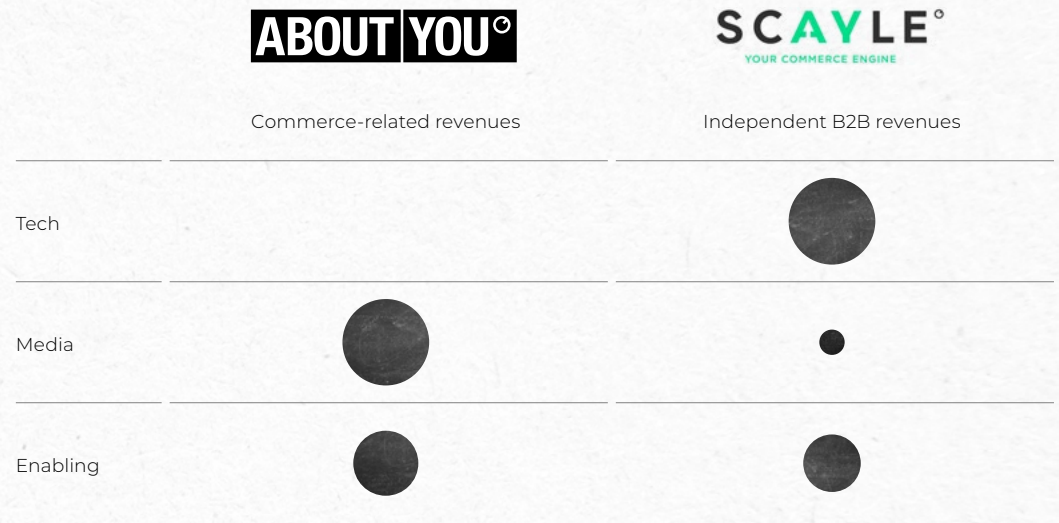 ABOUT YOU°
SCAYLE°
YOUR COMMERCE ENGINE
Commerce-related revenues
Independent B2B revenues
Tech
Media
Enabling